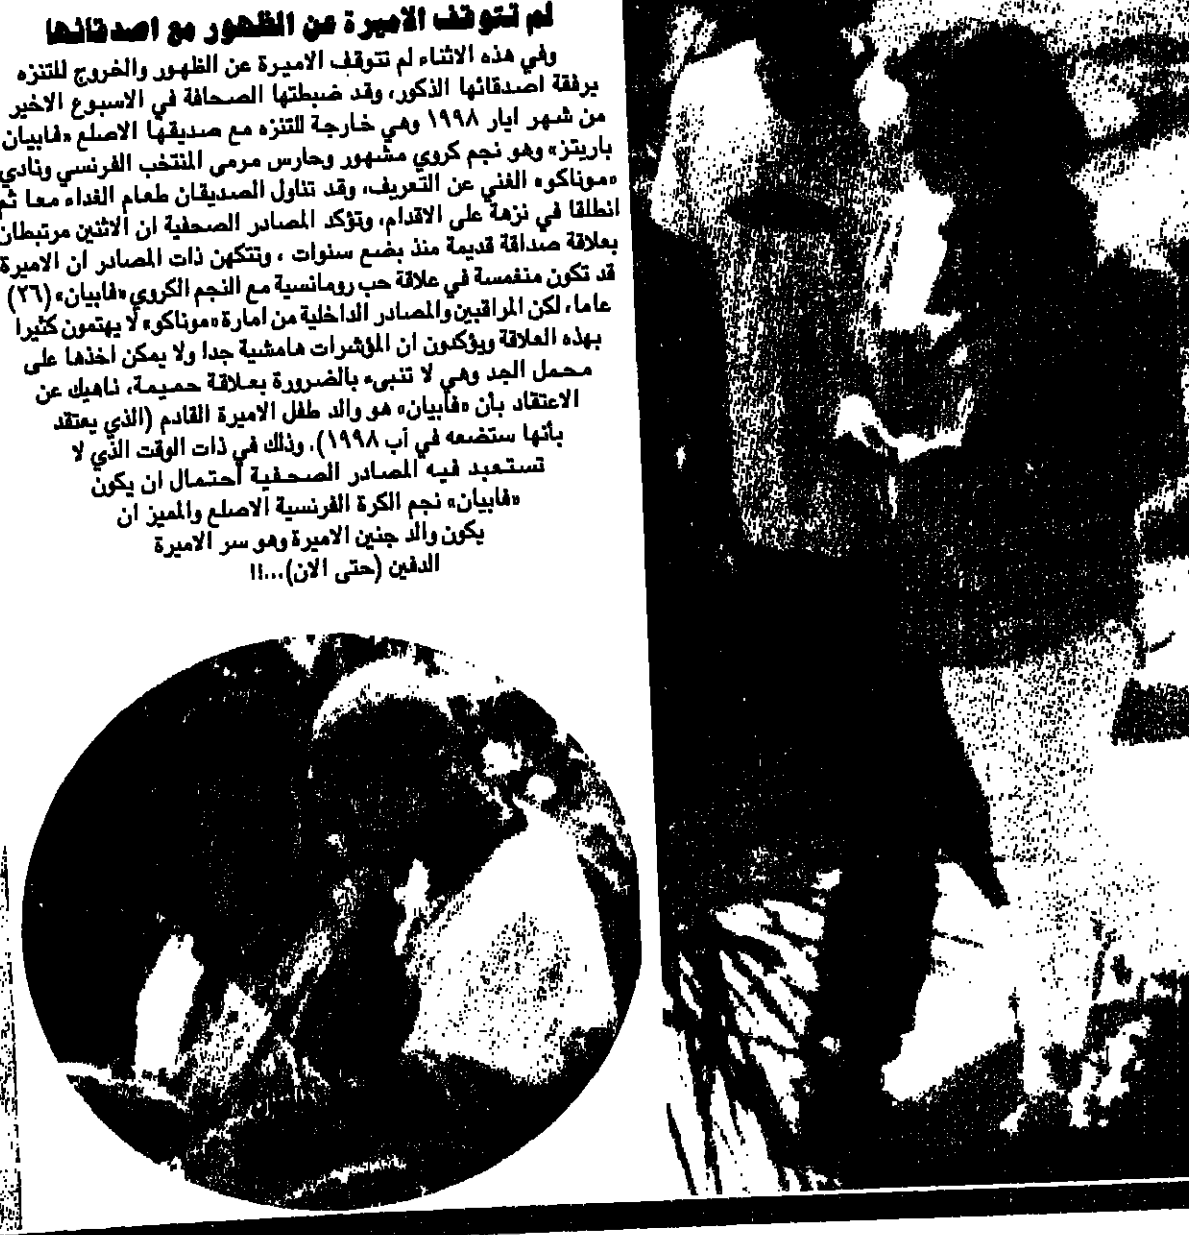 لم تتوقف الاميرة عن الظهور مع اصدقائها
وفي هذه الاثناء لم تتوقف الاميرة عن الظهور والخروج للتنزه
برفقة اصدقائها الذكور، وقد ضبطتها الصحافة في الاسبوع الاخير
من شهر ايار ١٩٩٨ وهي خارجة للتنزه مع صديقها الاصلع «فابيان
باريتز» وهو نجم كروي مشهور وحارس مرمى المنتخب الفرنسي ونادي
«موناكو» الغني عن التعريف، وقد تناول الصديقان طعام الغداء معا ثم
انطلقا في نزهة على الاقدام، وتؤكد المصادر الصحفية ان الاثنين مرتبطان
بعلاقة صداقة قديمة منذ بضع سنوات ، وتتكهن ذات المصادر ان الاميرة
قد تكون منغمسة في علاقة حب رومانسية مع النجم الكروي «فابيان» (٢٦)
عاما، لكن المراقبين والمصادر الداخلية من امارة «موناكو» لا يهتمون كثيرا
بهذه العلاقة ويؤكدون ان المؤشرات هامشية جدا ولا يمكن اخذها على
محمل الجد وهي لا تنبىء بالضرورة بعلاقة حميمة، ناهيك عن
الاعتقاد بأن «فابيان» هو والد طفل الاميرة القادم (الذي يعتقد
بأنها ستضعه في آب ١٩٩٨). وذلك في ذات الوقت الذي لا
تستعبد فيه المصادر الصحفية احتمال ان يكون
«فابيان» نجم الكرة الفرنسية الاصلع والمميز ان
يكون والد جنين الاميرة وهو سر الاميرة
الدفين (حتى الان)...!!